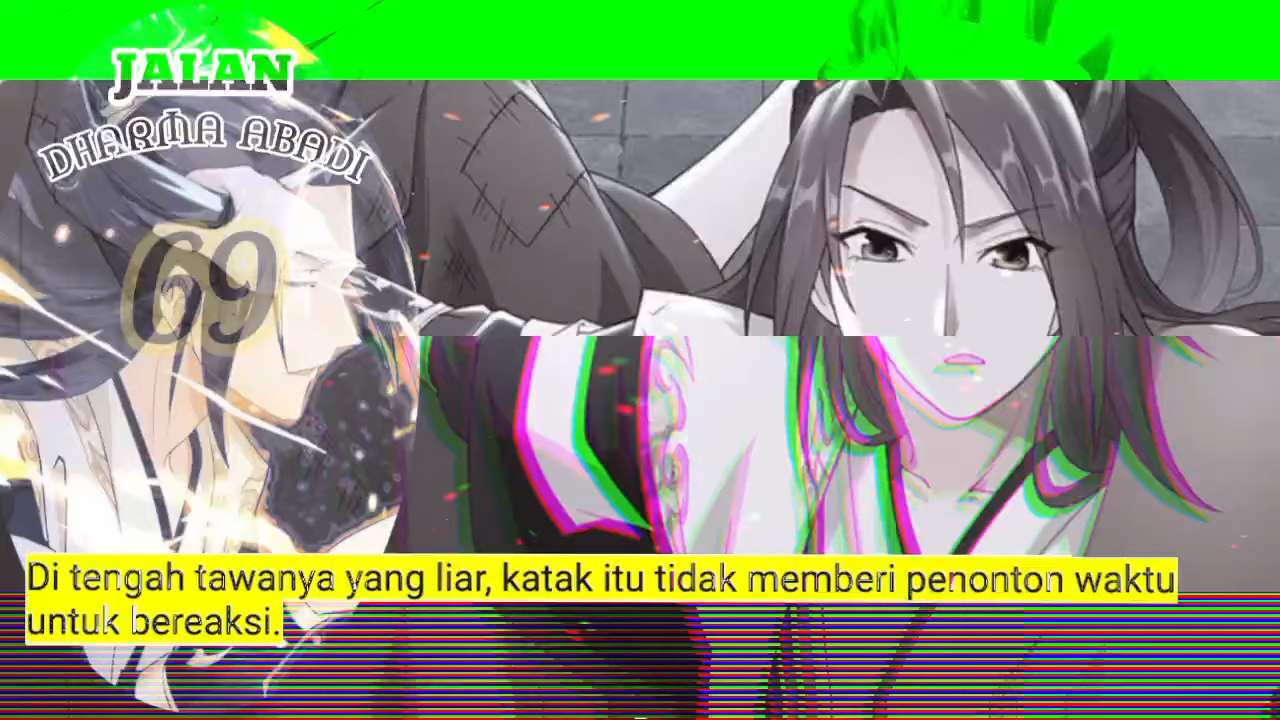 JALAN
DHARMA ABADI
69
Di tengah tawanya yang liar, katak itu tidak memberi penonton waktu
untuk bereaksi.